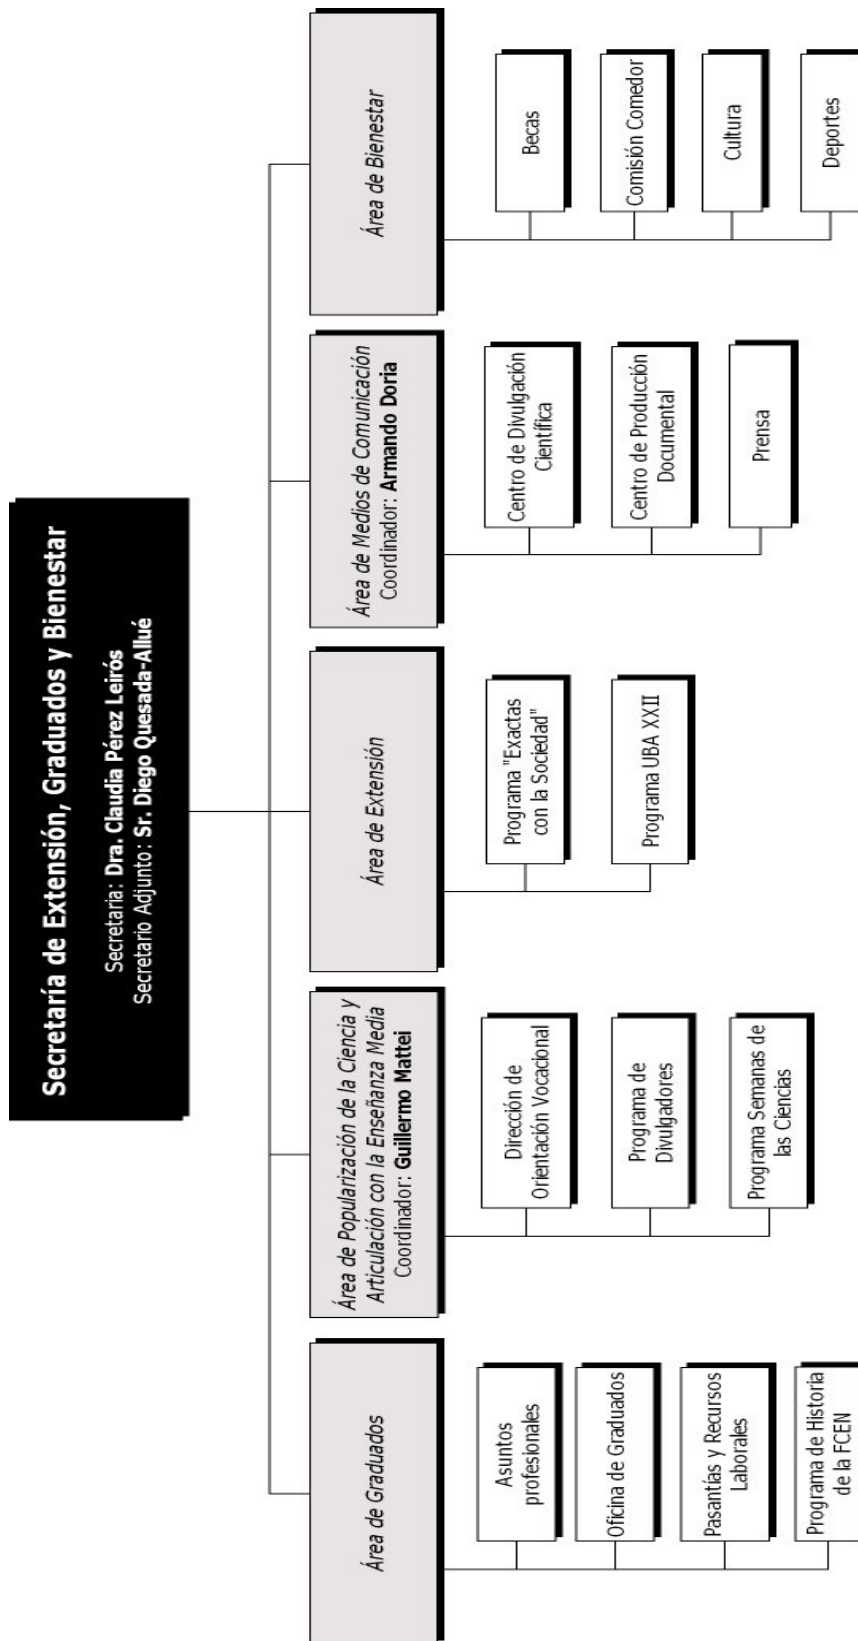 Secretaría de Extensión, Graduados y Bienestar
Secretaria: Dra. Claudia Pérez Leirós
Secretario Adjunto: Sr. Diego Quesada-Allué
Área de Graduados
Asuntos
profesionales
Oficina de Graduados
Pasantías y Recursos
Laborales
Programa de Historia
de la FCEN
Área de Popularización de la Ciencia y
Articulación con la Enseñanza Media
Coordinador: Guillermo Mattei
Dirección de
Orientación Vocacional
Programa de
Divulgadores
Programa Semanas de
las Ciencias
Área de Extensión
Programa "Exactas
con la Sociedad"
Programa UBA XXII
Área de Medios de Comunicación
Coordinador: Armando Doria
Centro de Divulgación
Científica
Centro de Producción
Documental
Prensa
Área de Bienestar
Becas
Comisión Comedor
Cultura
Deportes